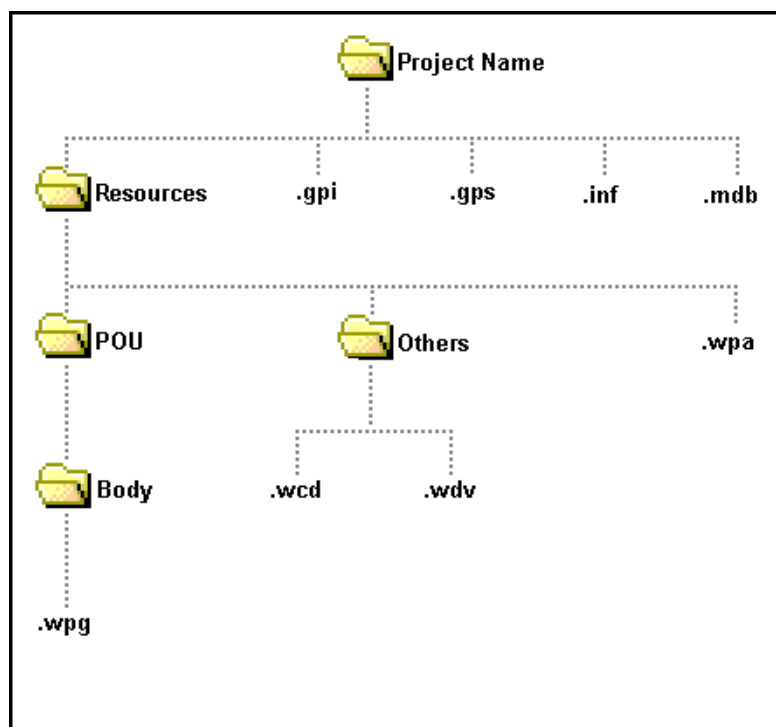 Project Name
Resources .gpi .gps .inf .mdb
POU Others .wpa
Body .wcd .wdv
.wpg